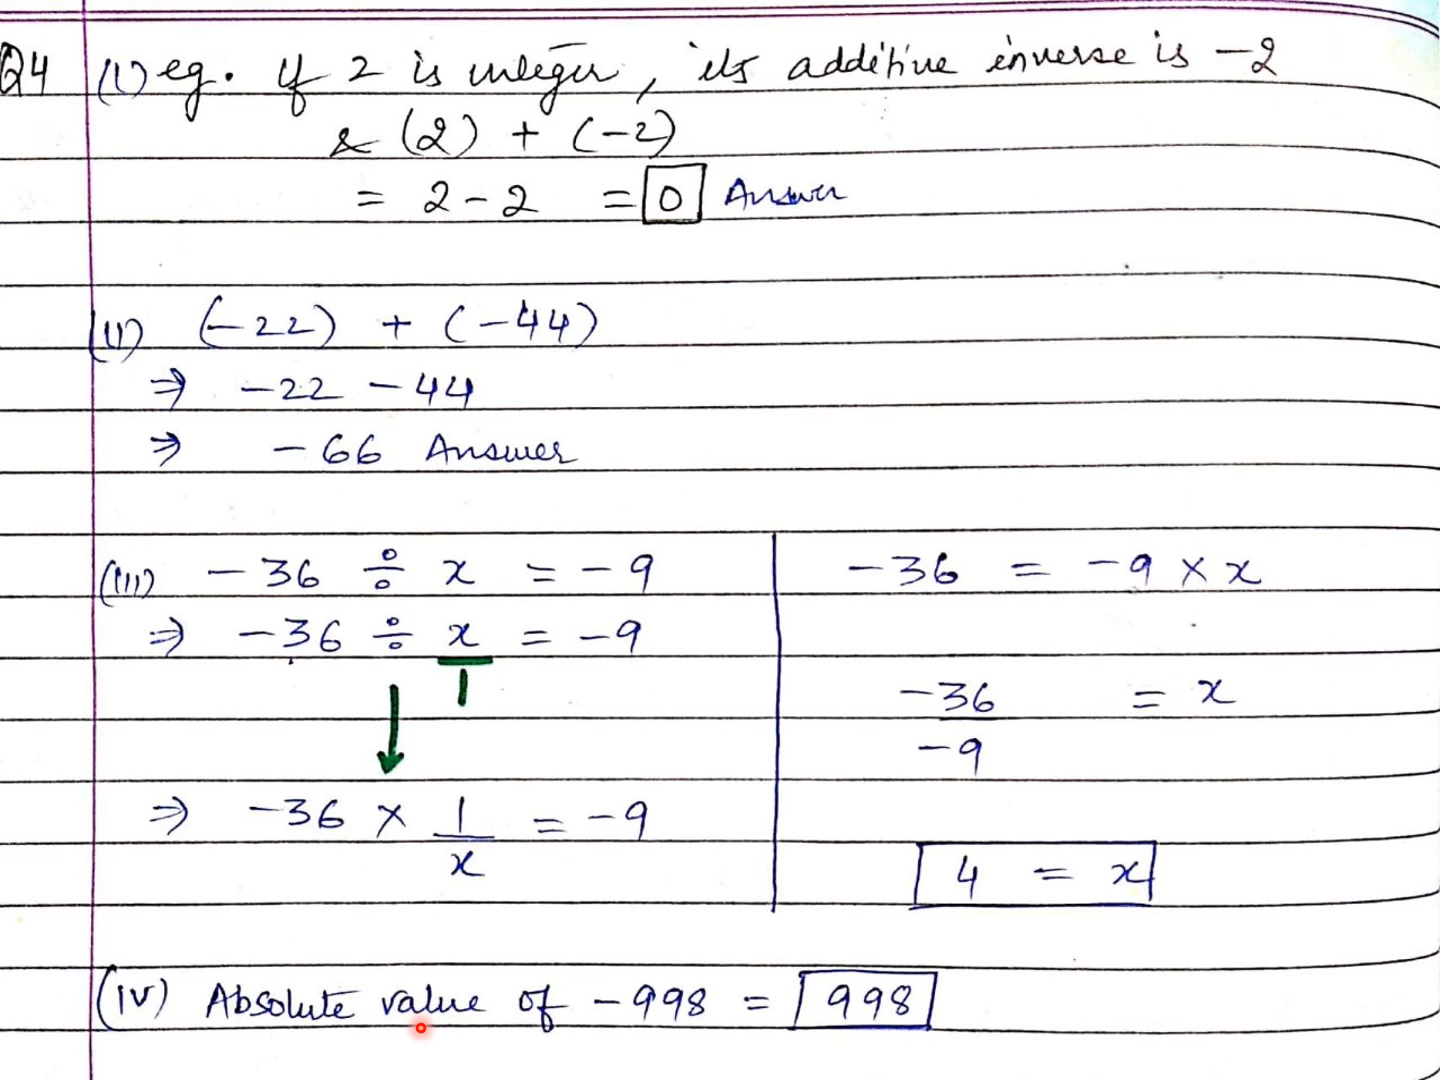 Q4 (i) eg. if 2 is integer, its additive inverse is -2
& (2) + (-2)
= 2 - 2 = 0 Answer
(ii) (-22) + (-44)
⇒ -22 - 44
⇒ -66 Answer
(iii) -36 ÷ x = -9
⇒ -36 ÷ x/1 = -9
⇒ -36 × 1/x = -9
-36 = -9 × x
-36/-9 = x
4 = x
(iv) Absolute value of -998 = 998